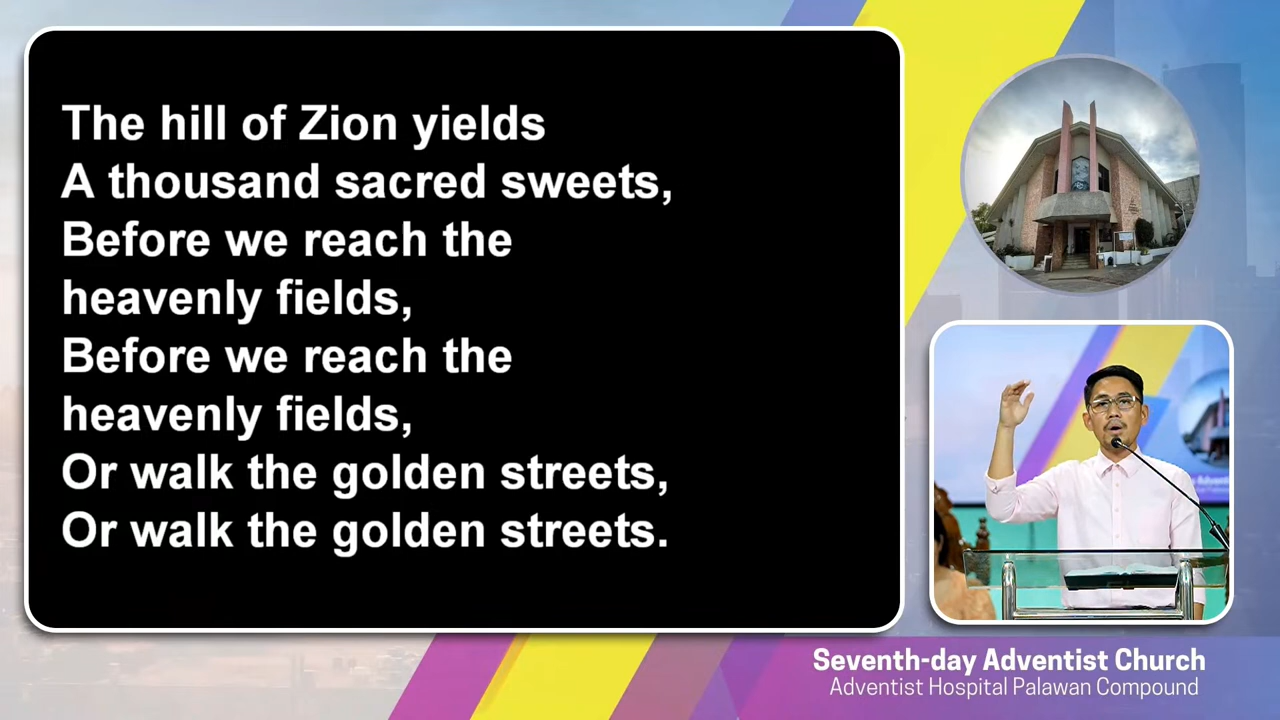 The hill of Zion yields
A thousand sacred sweets,
Before we reach the
heavenly fields,
Before we reach the
heavenly fields,
Or walk the golden streets,
Or walk the golden streets.
Seventh-day Adventist Church
Adventist Hospital Palawan Compound